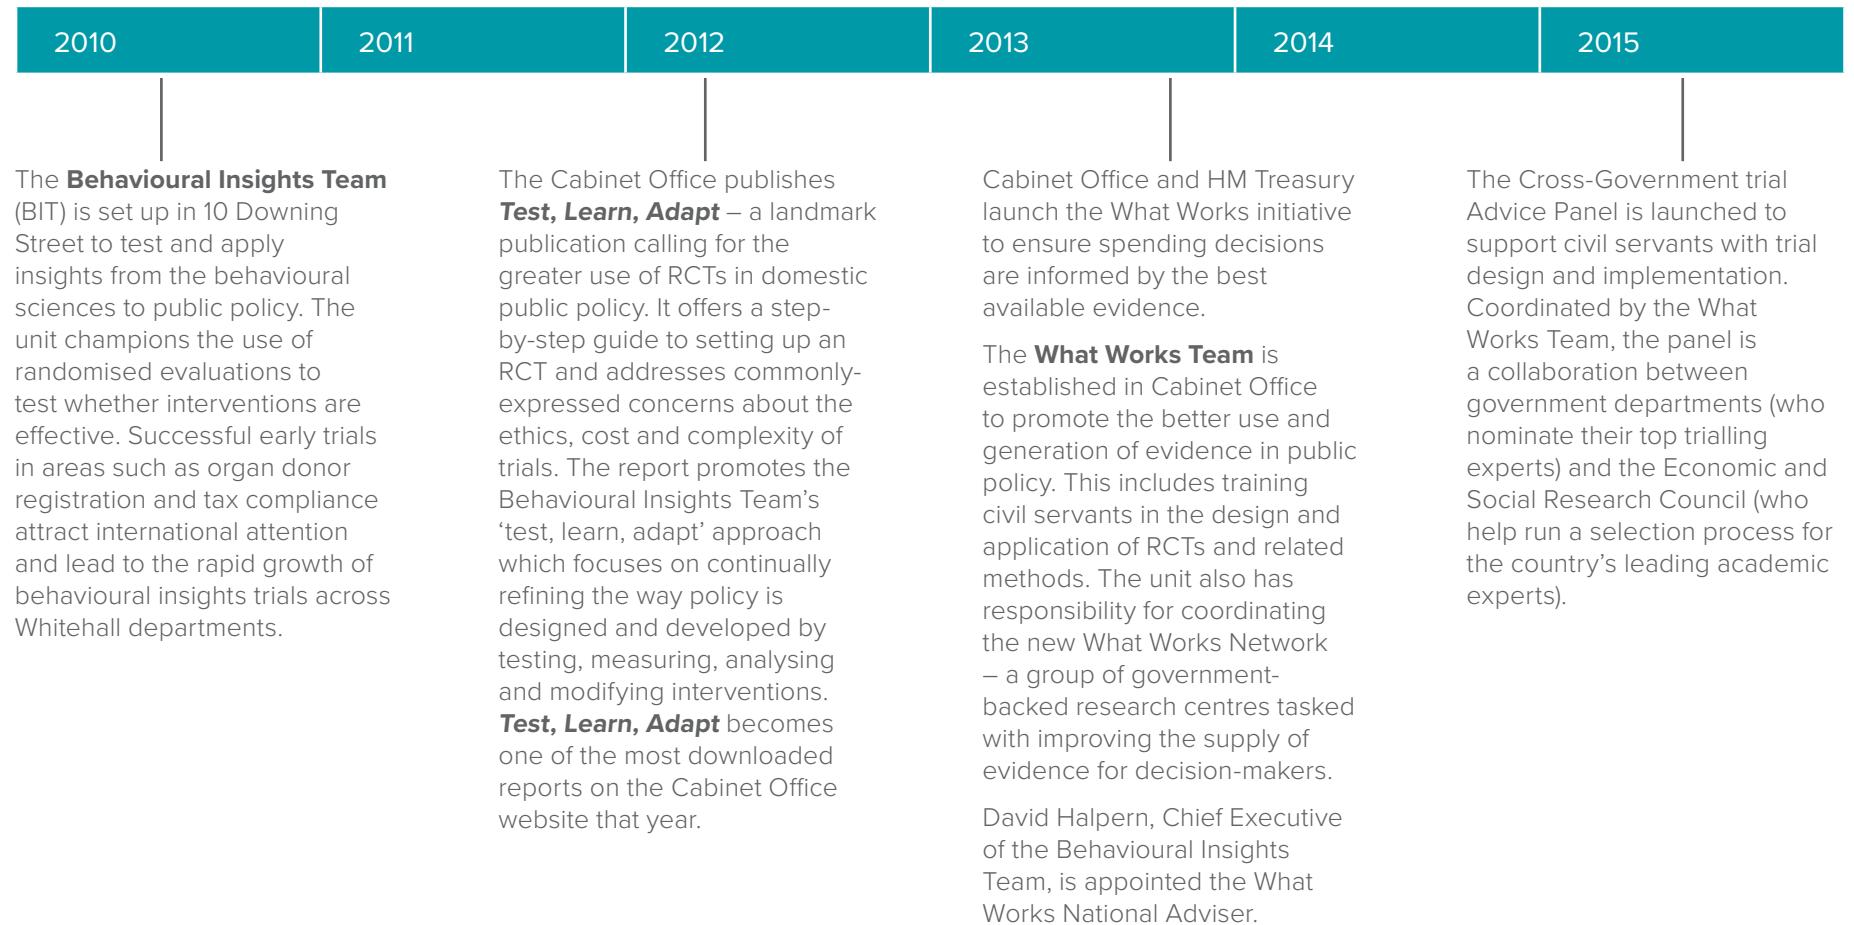 2010
2011
2012
2013
2014
2015
The Behavioural Insights Team
(BIT) is set up in 10 Downing
Street to test and apply
insights from the behavioural
sciences to public policy. The
unit champions the use of
randomised evaluations to
test whether interventions are
effective. Successful early trials
in areas such as organ donor
registration and tax compliance
attract international attention
and lead to the rapid growth of
behavioural insights trials across
Whitehall departments.
The Cabinet Office publishes
Test, Learn, Adapt – a landmark
publication calling for the
greater use of RCTs in domestic
public policy. It offers a step-
by-step guide to setting up an
RCT and addresses commonly-
expressed concerns about the
ethics, cost and complexity of
trials. The report promotes the
Behavioural Insights Team’s
‘test, learn, adapt’ approach
which focuses on continually
refining the way policy is
designed and developed by
testing, measuring, analysing
and modifying interventions.
Test, Learn, Adapt becomes
one of the most downloaded
reports on the Cabinet Office
website that year.
Cabinet Office and HM Treasury
launch the What Works initiative
to ensure spending decisions
are informed by the best
available evidence.
The What Works Team is
established in Cabinet Office
to promote the better use and
generation of evidence in public
policy. This includes training
civil servants in the design and
application of RCTs and related
methods. The unit also has
responsibility for coordinating
the new What Works Network
– a group of government-
backed research centres tasked
with improving the supply of
evidence for decision-makers.
David Halpern, Chief Executive
of the Behavioural Insights
Team, is appointed the What
Works National Adviser.
The Cross-Government trial
Advice Panel is launched to
support civil servants with trial
design and implementation.
Coordinated by the What
Works Team, the panel is
a collaboration between
government departments (who
nominate their top trialling
experts) and the Economic and
Social Research Council (who
help run a selection process for
the country’s leading academic
experts).